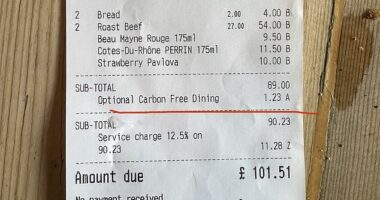 2 Bread 2.00 4.00 B
2 Roast Beef 27.00 54.00 B
Beau Mayne Rouge 175ml 9.50 B
Cotes-Du-Rhône PERRIN 175ml 11.50 B
Strawberry Pavlova 10.00 B
SUB-TOTAL 89.00
Optional Carbon Free Dining 1.23 A
SUB-TOTAL 90.23
Service charge 12.5% on
90.23 11.28 Z
Amount due £ 101.51
No payment received